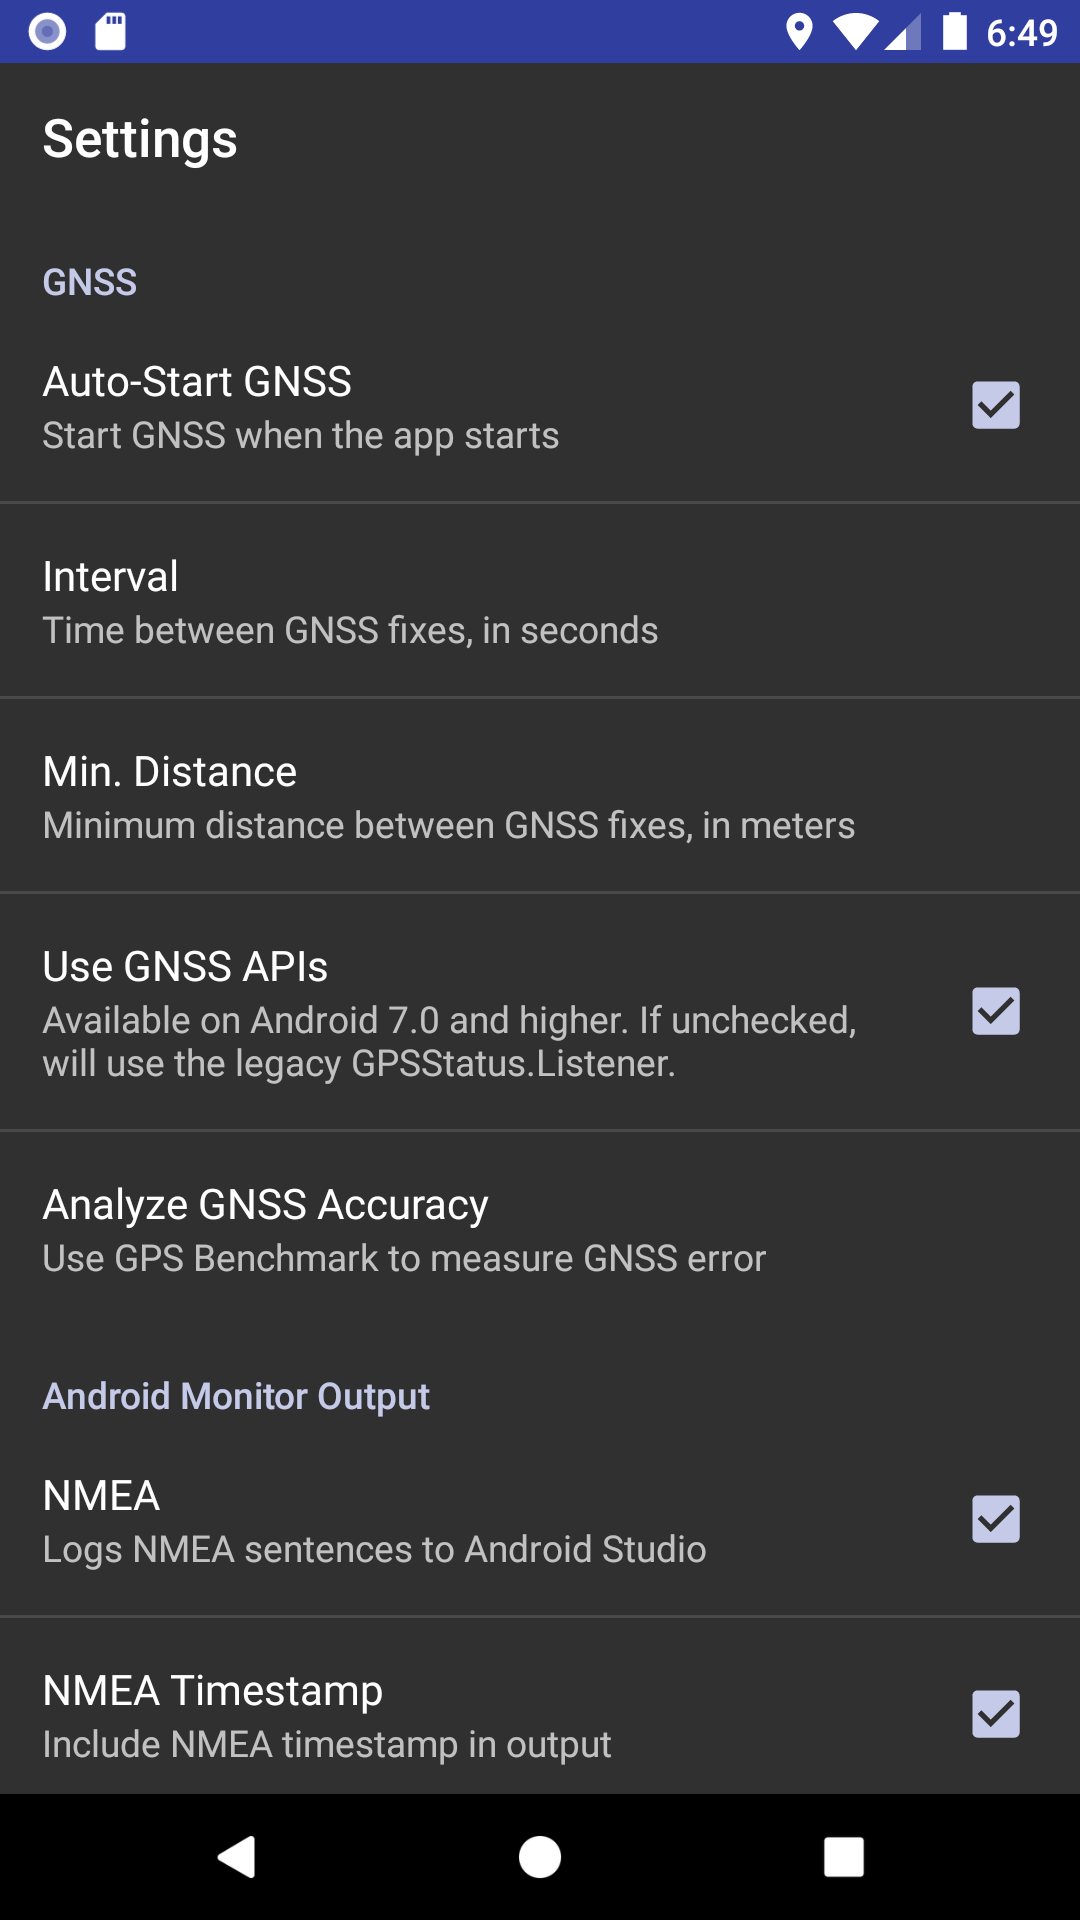 6:49
Settings
GNSS
Auto-Start GNSS
Start GNSS when the app starts
Interval
Time between GNSS fixes, in seconds
Min. Distance
Minimum distance between GNSS fixes, in meters
Use GNSS APIs
Available on Android 7.0 and higher. If unchecked,
will use the legacy GPSStatus.Listener.
Analyze GNSS Accuracy
Use GPS Benchmark to measure GNSS error
Android Monitor Output
NMEA
Logs NMEA sentences to Android Studio
NMEA Timestamp
Include NMEA timestamp in output